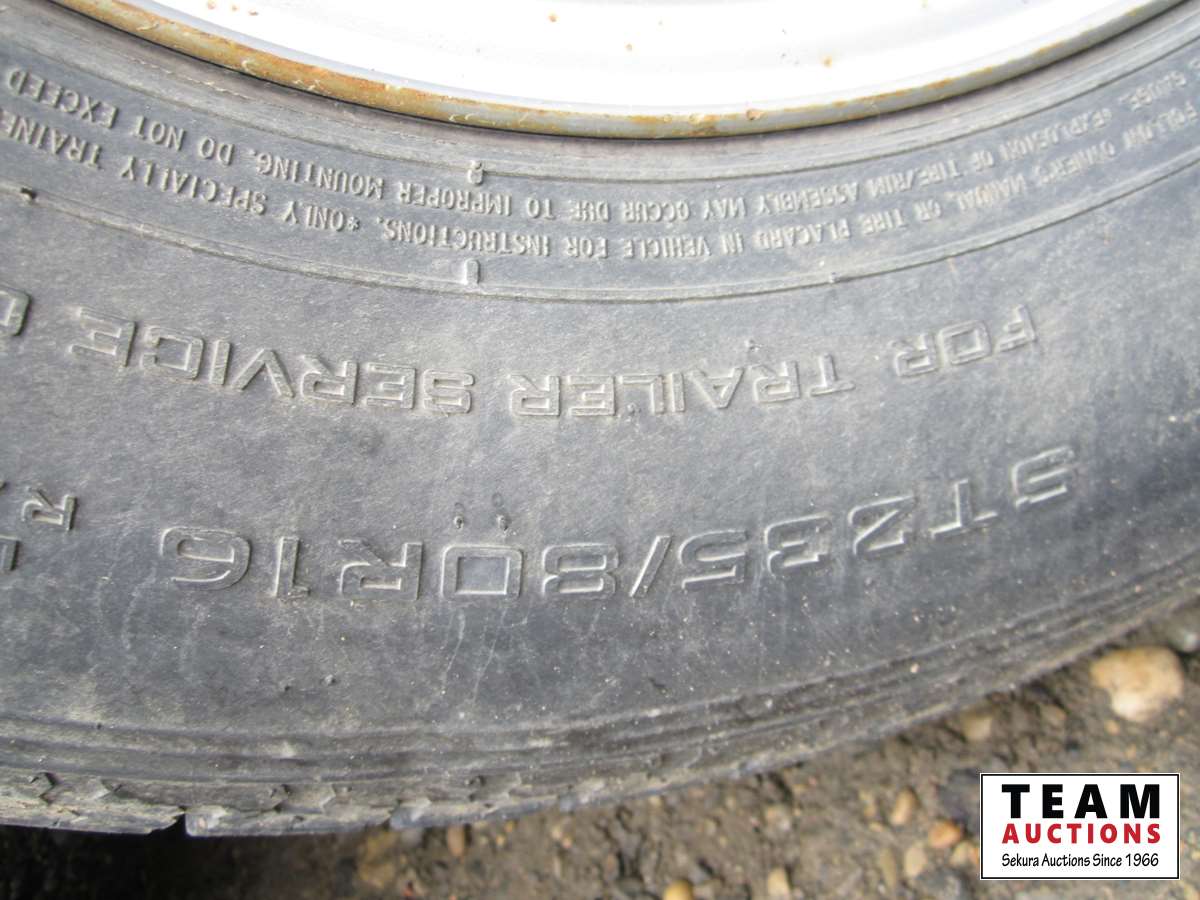 ST235/80R16
FOR TRAILER SERVICE
FOLLOW OWNER'S MANUAL OR TIRE PLACARD IN VEHICLE FOR INSTRUCTIONS. *ONLY SPECIALLY
*EXPLOSION OF TIRE/RIM ASSEMBLY MAY OCCUR DUE TO IMPROPER MOUNTING. DO NOT EXCEED
TEAM
AUCTIONS
Sekura Auctions Since 1966